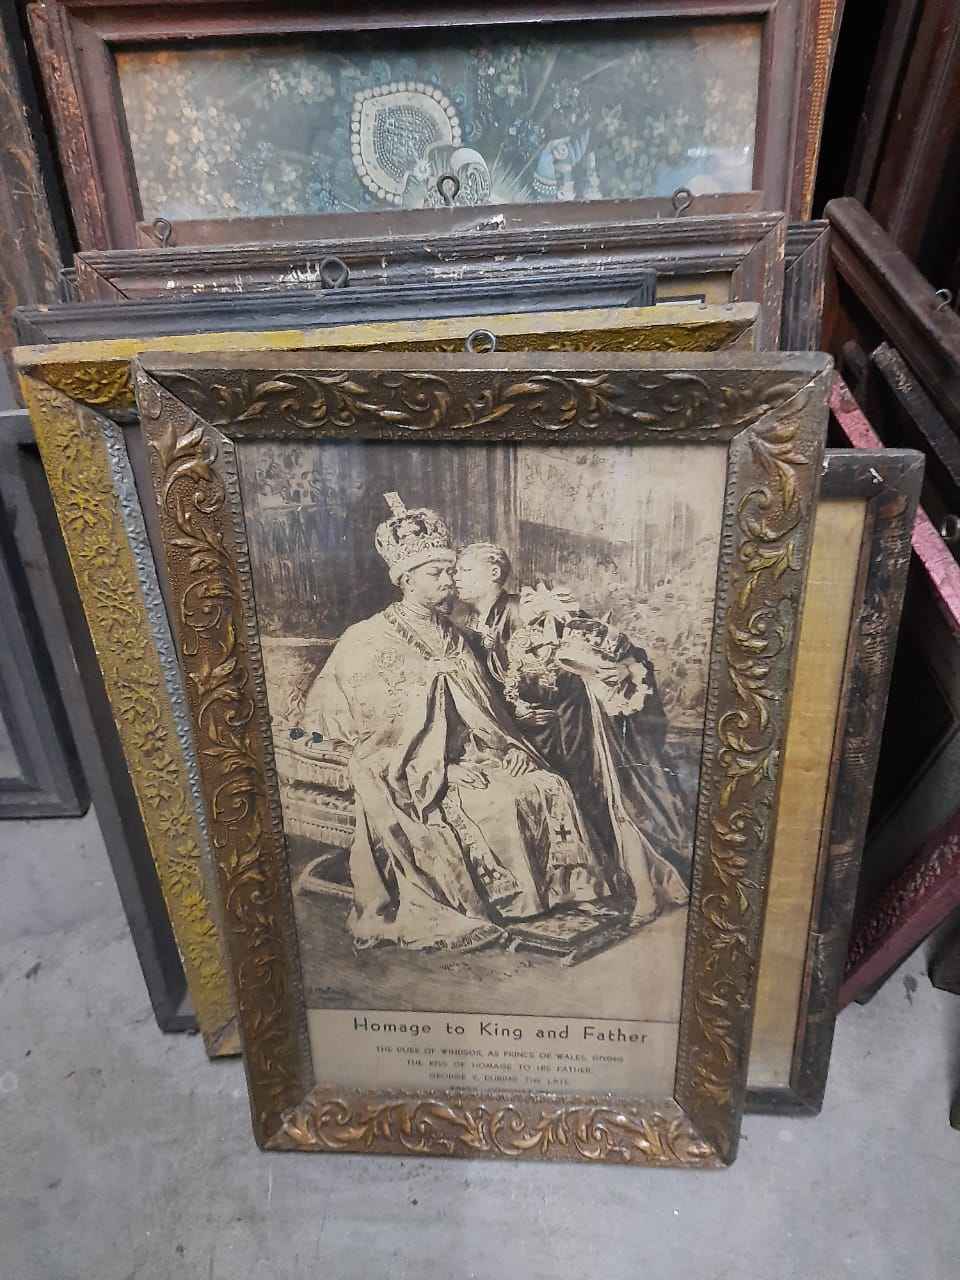 Homage to King and Father
THE DUKE OF WINDSOR, AS PRINCE OF WALES, GIVING
THE KISS OF HOMAGE TO HIS FATHER,
GEORGE V, DURING THE LATE